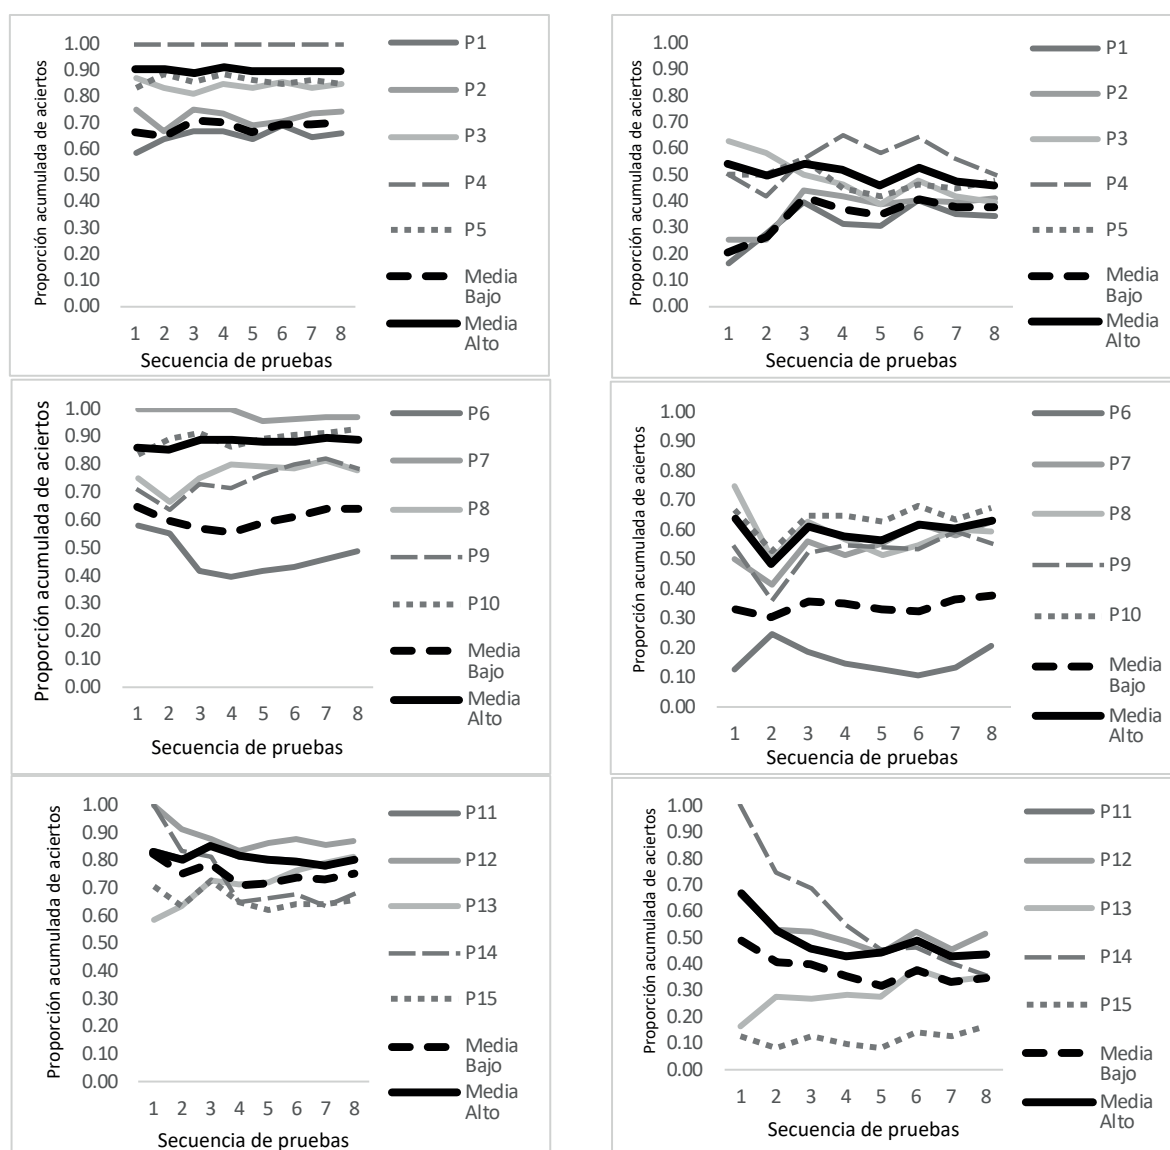 Proporción acumulada de aciertos
1.00
0.90
0.80
0.70
0.60
0.50
0.40
0.30
0.20
0.10
0.00
1 2 3 4 5 6 7 8
Secuencia de pruebas
P1
P2
P3
P4
P5
Media
Bajo
Media
Alto
Proporción acumulada de aciertos
1.00
0.90
0.80
0.70
0.60
0.50
0.40
0.30
0.20
0.10
0.00
1 2 3 4 5 6 7 8
Secuencia de pruebas
P1
P2
P3
P4
P5
Media
Bajo
Media
Alto
Proporción acumulada de aciertos
1.00
0.90
0.80
0.70
0.60
0.50
0.40
0.30
0.20
0.10
0.00
1 2 3 4 5 6 7 8
Secuencia de pruebas
P6
P7
P8
P9
P10
Media
Bajo
Media
Alto
Proporción acumulada de aciertos
1.00
0.90
0.80
0.70
0.60
0.50
0.40
0.30
0.20
0.10
0.00
1 2 3 4 5 6 7 8
Secuencia de pruebas
P6
P7
P8
P9
P10
Media
Bajo
Media
Alto
Proporción acumulada de aciertos
1.00
0.90
0.80
0.70
0.60
0.50
0.40
0.30
0.20
0.10
0.00
1 2 3 4 5 6 7 8
Secuencia de pruebas
P11
P12
P13
P14
P15
Media
Bajo
Media
Alto
Proporción acumulada de aciertos
1.00
0.90
0.80
0.70
0.60
0.50
0.40
0.30
0.20
0.10
0.00
1 2 3 4 5 6 7 8
Secuencia de pruebas
P11
P12
P13
P14
P15
Media
Bajo
Media
Alto